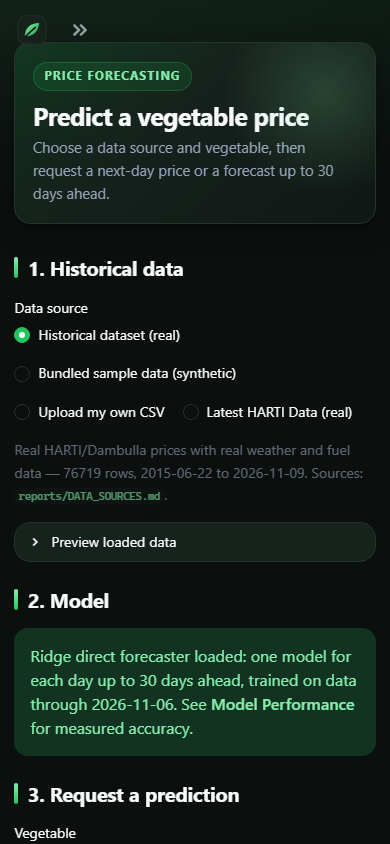 PRICE FORECASTING
Predict a vegetable price
Choose a data source and vegetable, then
request a next-day price or a forecast up to 30
days ahead.
1. Historical data
Data source
Historical dataset (real)
Bundled sample data (synthetic)
Upload my own CSV
Latest HARTI Data (real)
Real HARTI/Dambulla prices with real weather and fuel
data — 76719 rows, 2015-06-22 to 2026-11-09. Sources:
reports/DATA_SOURCES.md .
Preview loaded data
2. Model
Ridge direct forecaster loaded: one model for
each day up to 30 days ahead, trained on data
through 2026-11-06. See Model Performance
for measured accuracy.
3. Request a prediction
Vegetable